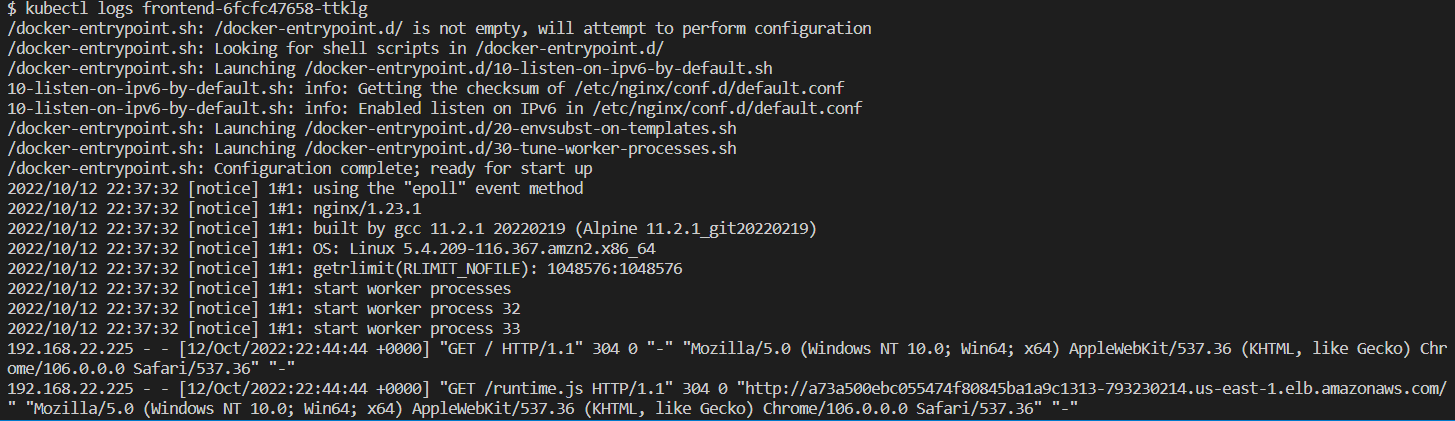 $ kubectl logs frontend-6fcfc47658-ttklg
/docker-entrypoint.sh: /docker-entrypoint.d/ is not empty, will attempt to perform configuration
/docker-entrypoint.sh: Looking for shell scripts in /docker-entrypoint.d/
/docker-entrypoint.sh: Launching /docker-entrypoint.d/10-listen-on-ipv6-by-default.sh
10-listen-on-ipv6-by-default.sh: info: Getting the checksum of /etc/nginx/conf.d/default.conf
10-listen-on-ipv6-by-default.sh: info: Enabled listen on IPv6 in /etc/nginx/conf.d/default.conf
/docker-entrypoint.sh: Launching /docker-entrypoint.d/20-envsubst-on-templates.sh
/docker-entrypoint.sh: Launching /docker-entrypoint.d/30-tune-worker-processes.sh
/docker-entrypoint.sh: Configuration complete; ready for start up
2022/10/12 22:37:32 [notice] 1#1: using the "epoll" event method
2022/10/12 22:37:32 [notice] 1#1: nginx/1.23.1
2022/10/12 22:37:32 [notice] 1#1: built by gcc 11.2.1 20220219 (Alpine 11.2.1_git20220219)
2022/10/12 22:37:32 [notice] 1#1: OS: Linux 5.4.209-116.367.amzn2.x86_64
2022/10/12 22:37:32 [notice] 1#1: getrlimit(RLIMIT_NOFILE): 1048576:1048576
2022/10/12 22:37:32 [notice] 1#1: start worker processes
2022/10/12 22:37:32 [notice] 1#1: start worker process 32
2022/10/12 22:37:32 [notice] 1#1: start worker process 33
192.168.22.225 - - [12/Oct/2022:22:44:44 +0000] "GET / HTTP/1.1" 304 0 "-" "Mozilla/5.0 (Windows NT 10.0; Win64; x64) AppleWebKit/537.36 (KHTML, like Gecko) Chr
ome/106.0.0.0 Safari/537.36" "-"
192.168.22.225 - - [12/Oct/2022:22:44:44 +0000] "GET /runtime.js HTTP/1.1" 304 0 "http://a73a500ebc055474f80845ba1a9c1313-793230214.us-east-1.elb.amazonaws.com/
" "Mozilla/5.0 (Windows NT 10.0; Win64; x64) AppleWebKit/537.36 (KHTML, like Gecko) Chrome/106.0.0.0 Safari/537.36" "-"